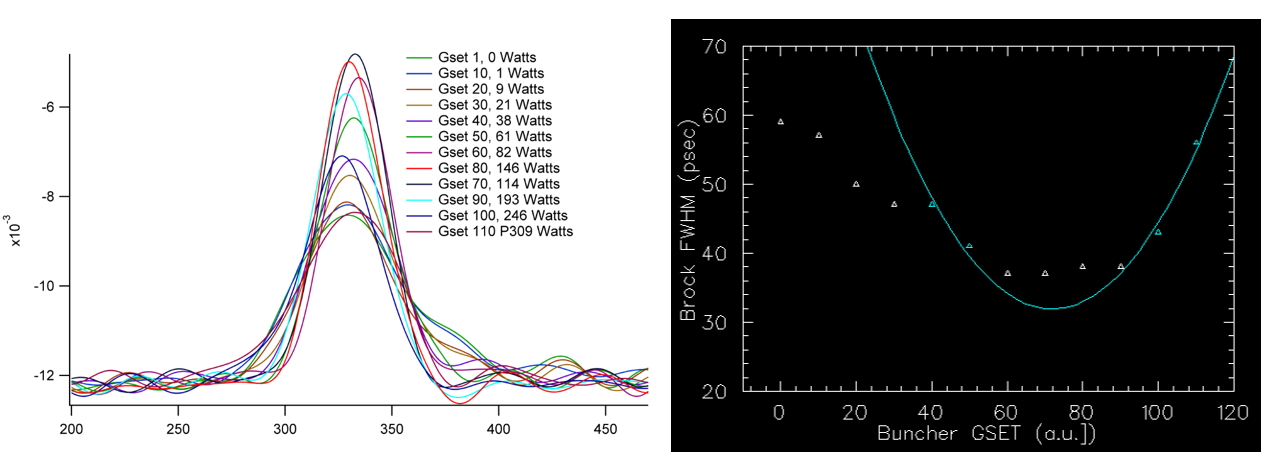 Gset 1, 0 Watts
Gset 10, 1 Watts
Gset 20, 9 Watts
Gset 30, 21 Watts
Gset 40, 38 Watts
Gset 50, 61 Watts
Gset 60, 82 Watts
Gset 80, 146 Watts
Gset 70, 114 Watts
Gset 90, 193 Watts
Gset 100, 246 Watts
Gset 110 P309 Watts
-6
-8
-10
-12
x10-3
200 250 300 350 400 450
70
60
50
40
30
20
Brock FWHM (psec)
0 20 40 60 80 100 120
Buncher GSET (a.u.])